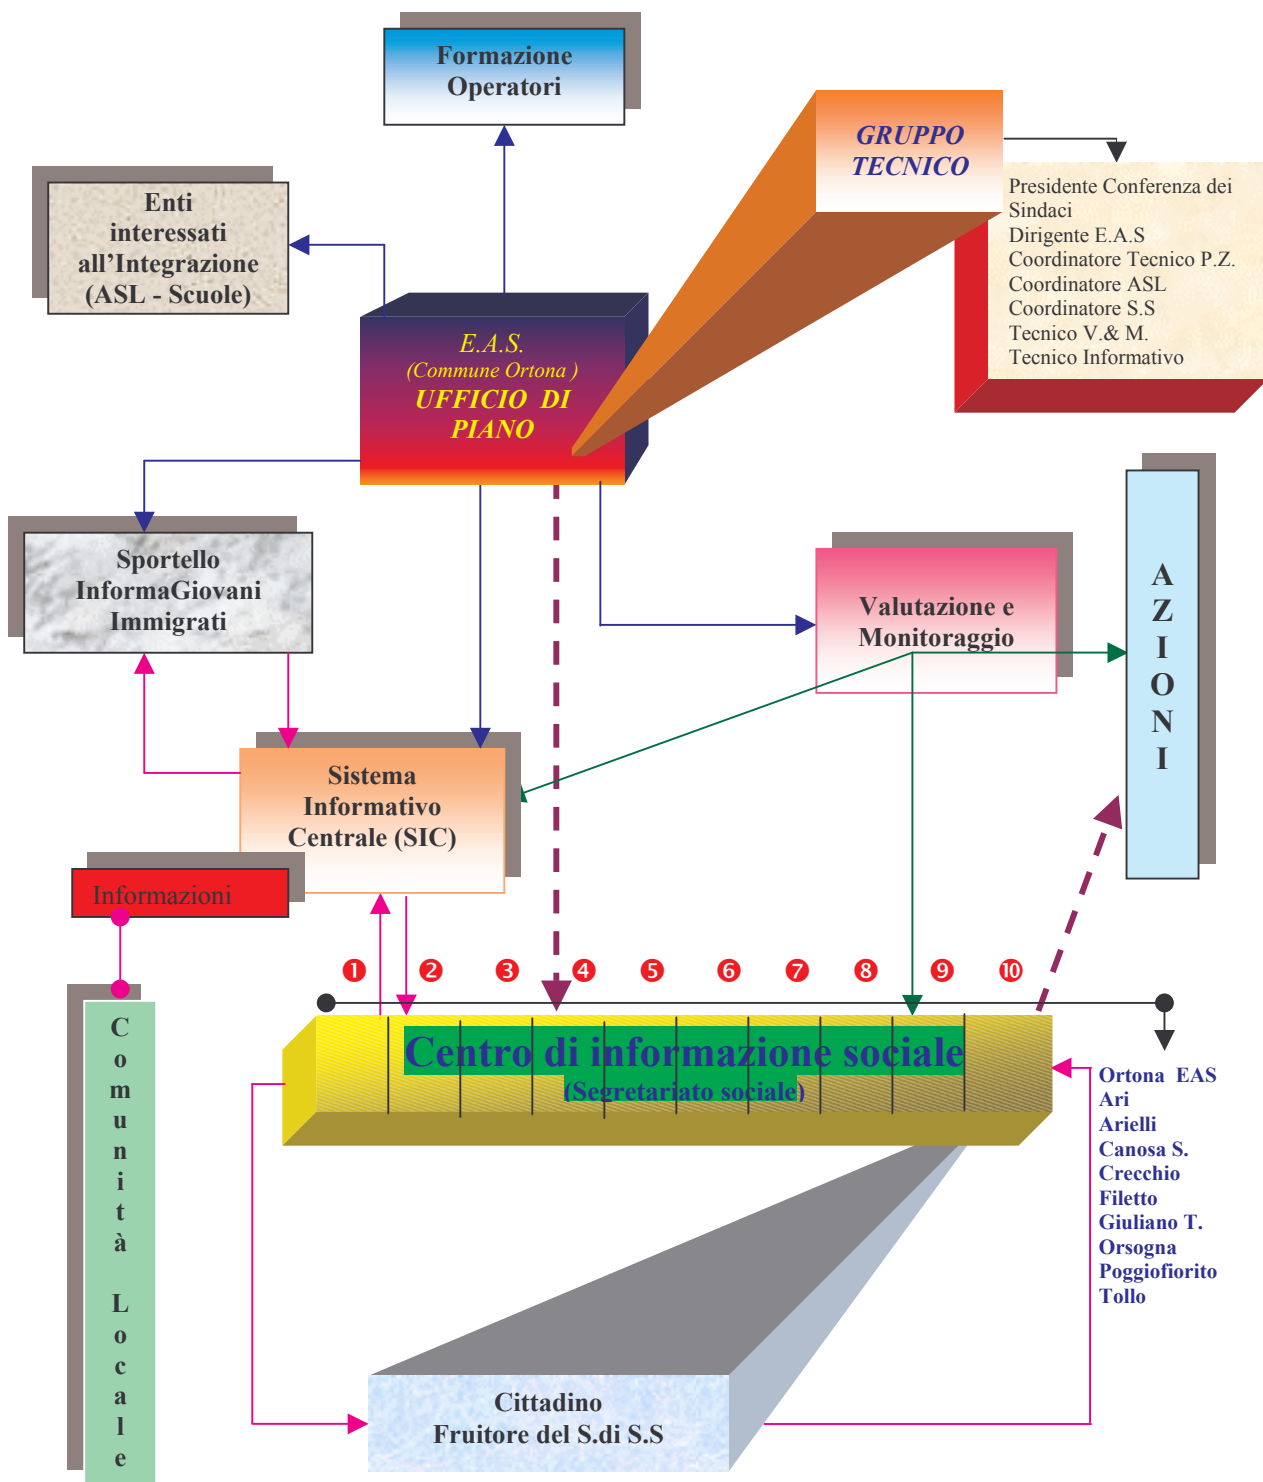 Formazione
Operatori
GRUPPO
TECNICO
Presidente Conferenza dei
Sindaci
Dirigente E.A.S
Coordinatore Tecnico P.Z.
Coordinatore ASL
Coordinatore S.S
Tecnico V.& M.
Tecnico Informativo
Enti
interessati
all’Integrazione
(ASL - Scuole)
E.A.S.
(Commune Ortona )
UFFICIO DI
PIANO
Sportello
InformaGiovani
Immigrati
Valutazione e
Monitoraggio
A
Z
I
O
N
I
Sistema
Informativo
Centrale (SIC)
Informazioni
❶ ❷ ❸ ❹ ❺ ❻ ❼ ❽ ❾ ❿
Centro di informazione sociale
(Segretariato sociale)
Ortona EAS
Ari
Arielli
Canosa S.
Crecchio
Filetto
Giuliano T.
Orsogna
Poggiofiorito
Tollo
C
o
m
u
n
i
t
à
L
o
c
a
l
e
Cittadino
Fruitore del S.di S.S